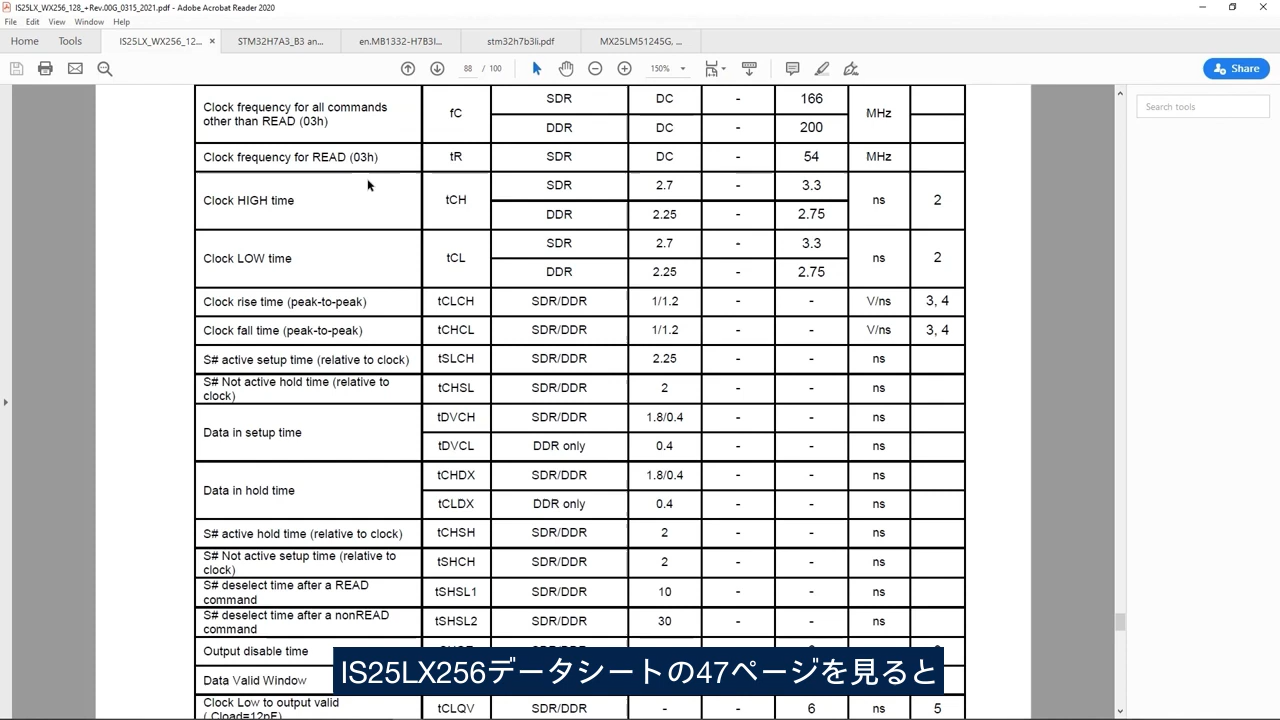 IS25LX_WX256_128_+Rev.00G_0315_2021.pdf - Adobe Acrobat Reader 2020
File Edit View Window Help
Home Tools IS25LX_WX256_12... × STM32H7A3_B3 an... en.MB1332-H7B3I... stm32h7b3li.pdf MX25LM51245G, ...
88 / 100 150% Share
Search tools
Clock frequency for all commands
other than READ (03h) fC SDR DC - 166 MHz
DDR DC - 200
Clock frequency for READ (03h) tR SDR DC - 54 MHz
Clock HIGH time tCH SDR 2.7 - 3.3 ns 2
DDR 2.25 - 2.75
Clock LOW time tCL SDR 2.7 - 3.3 ns 2
DDR 2.25 - 2.75
Clock rise time (peak-to-peak) tCLCH SDR/DDR 1/1.2 - - V/ns 3, 4
Clock fall time (peak-to-peak) tCHCL SDR/DDR 1/1.2 - - V/ns 3, 4
S# active setup time (relative to clock) tSLCH SDR/DDR 2.25 - - ns
S# Not active hold time (relative to
clock) tCHSL SDR/DDR 2 - - ns
Data in setup time tDVCH SDR/DDR 1.8/0.4 - - ns
tDVCL DDR only 0.4 - - ns
Data in hold time tCHDX SDR/DDR 1.8/0.4 - - ns
tCLDX DDR only 0.4 - - ns
S# active hold time (relative to clock) tCHSH SDR/DDR 2 - - ns
S# Not active setup time (relative to
clock) tSHCH SDR/DDR 2 - - ns
S# deselect time after a READ
command tSHSL1 SDR/DDR 10 - - ns
S# deselect time after a nonREAD
command tSHSL2 SDR/DDR 30 - - ns
Output disable time
Data Valid Window
IS25LX256データシートの47ページを見ると
Clock Low to output valid
( Cload=12pF) tCLQV SDR/DDR - - 6 ns 5